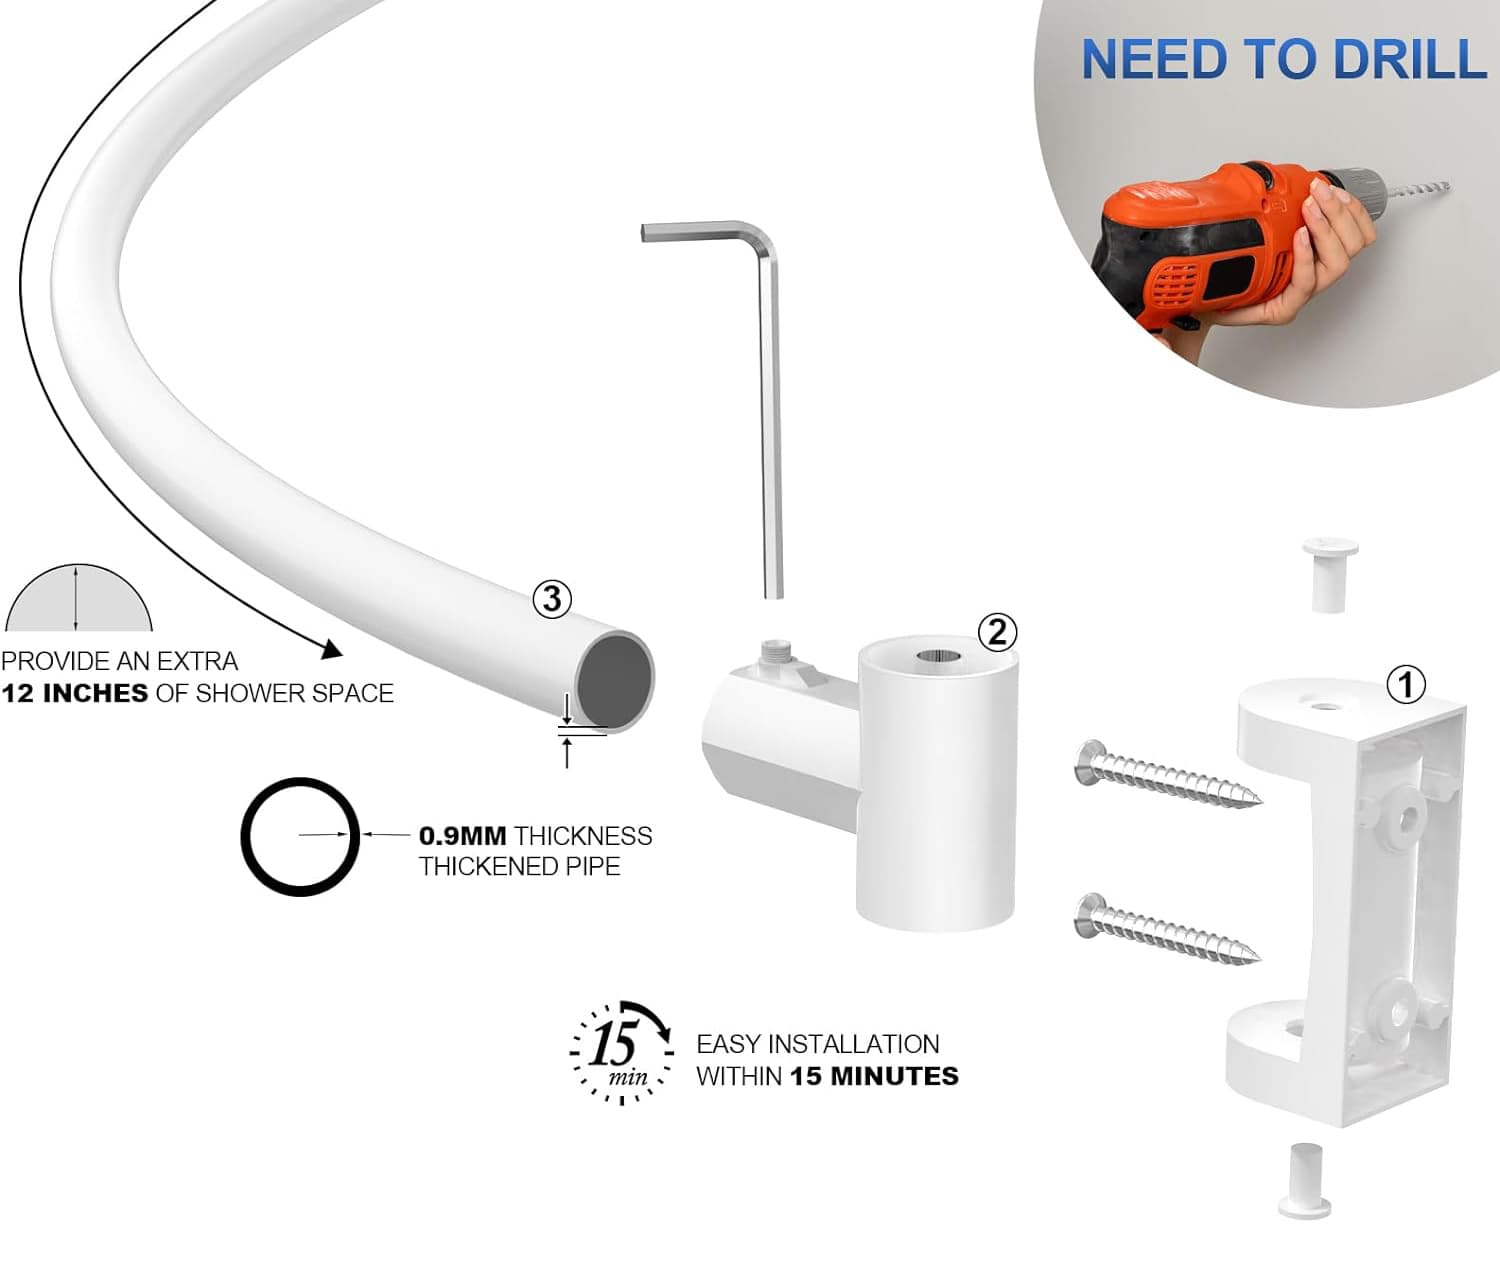 NEED TO DRILL
③
②
①
PROVIDE AN EXTRA
12 INCHES OF SHOWER SPACE
0.9MM THICKNESS
THICKENED PIPE
15
min
EASY INSTALLATION
WITHIN 15 MINUTES